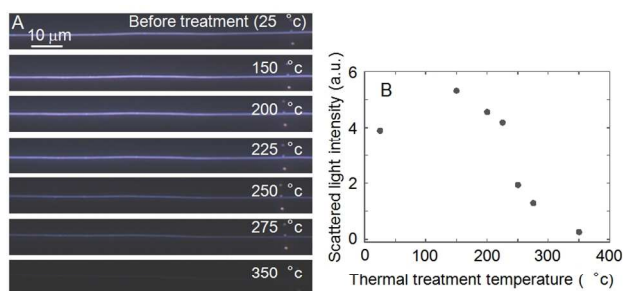 A
Before treatment (25 °c)
10 μm
150 °c
200 °c
225 °c
250 °c
275 °c
350 °c
B
Scattered light intensity (a.u.)
6
4
2
0
0 100 200 300 400
Thermal treatment temperature ( °c)